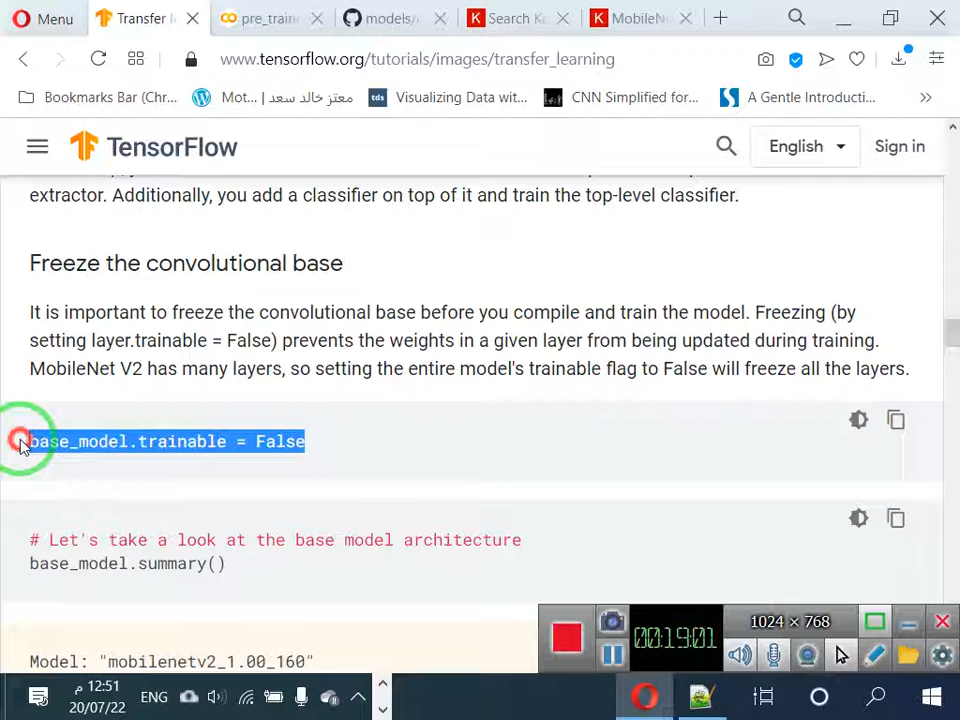 Menu
Transfer l
pre_train
models/
Search K
MobileN
www.tensorflow.org/tutorials/images/transfer_learning
Bookmarks Bar (Chr...
معتز خالد سعد | Mot...
tds
Visualizing Data wit...
CNN Simplified for...
A Gentle Introducti...
TensorFlow
English
Sign in
extractor. Additionally, you add a classifier on top of it and train the top-level classifier.
Freeze the convolutional base
It is important to freeze the convolutional base before you compile and train the model. Freezing (by
setting layer.trainable = False) prevents the weights in a given layer from being updated during training.
MobileNet V2 has many layers, so setting the entire model's trainable flag to False will freeze all the layers.
base_model.trainable = False
# Let's take a look at the base model architecture
base_model.summary()
Model: "mobilenetv2_1.00_160"
00:19:01
1024 × 768
12:51 م
ENG
20/07/22